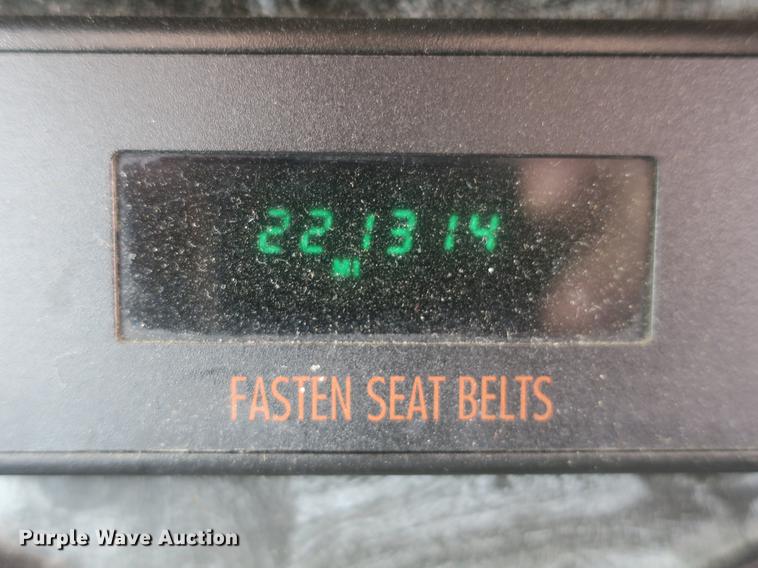 221314
MI
FASTEN SEAT BELTS
Purple Wave Auction